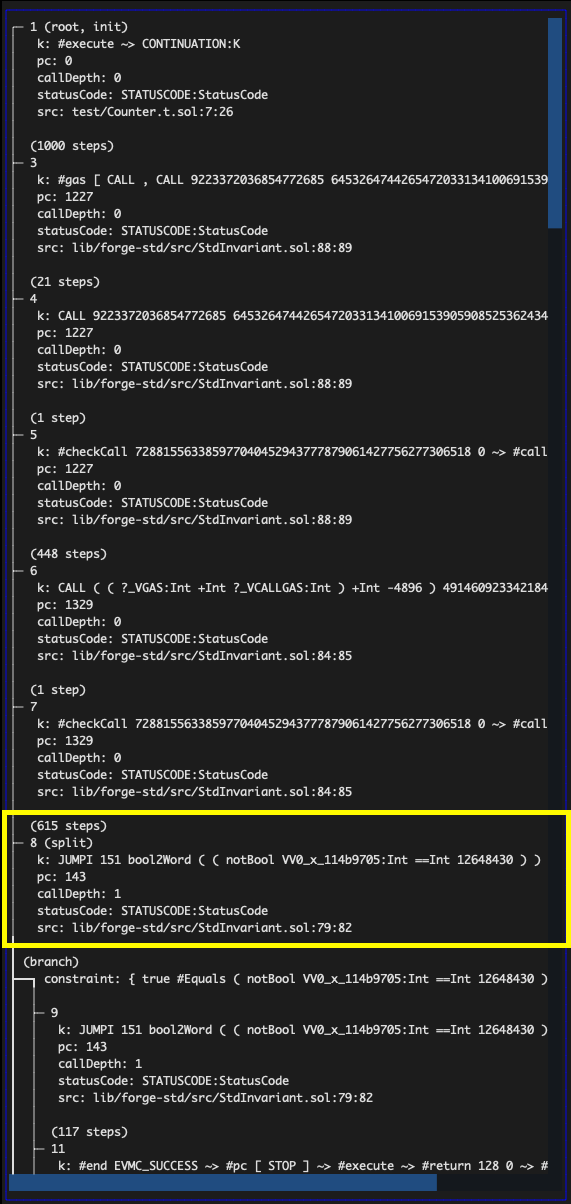 1 (root, init)
k: #execute ~> CONTINUATION:K
pc: 0
callDepth: 0
statusCode: STATUSCODE:StatusCode
src: test/Counter.t.sol:7:26
(1000 steps)
3
k: #gas [ CALL , CALL 9223372036854772685 645326474426547203313410069153905
pc: 1227
callDepth: 0
statusCode: STATUSCODE:StatusCode
src: lib/forge-std/src/StdInvariant.sol:88:89
(21 steps)
4
k: CALL 9223372036854772685 645326474426547203313410069153905908525362434
pc: 1227
callDepth: 0
statusCode: STATUSCODE:StatusCode
src: lib/forge-std/src/StdInvariant.sol:88:89
(1 step)
5
k: #checkCall 728815563385977040452943777879061427756277306518 0 ~> #call
pc: 1227
callDepth: 0
statusCode: STATUSCODE:StatusCode
src: lib/forge-std/src/StdInvariant.sol:88:89
(448 steps)
6
k: CALL ( ( ?_VGAS:Int +Int ?_VCALLGAS:Int ) +Int -4896 ) 491460923342184
pc: 1329
callDepth: 0
statusCode: STATUSCODE:StatusCode
src: lib/forge-std/src/StdInvariant.sol:84:85
(1 step)
7
k: #checkCall 728815563385977040452943777879061427756277306518 0 ~> #call
pc: 1329
callDepth: 0
statusCode: STATUSCODE:StatusCode
src: lib/forge-std/src/StdInvariant.sol:84:85
(615 steps)
8 (split)
k: JUMPI 151 bool2Word ( ( notBool VV0_x_114b9705:Int ==Int 12648430 ) )
pc: 143
callDepth: 1
statusCode: STATUSCODE:StatusCode
src: lib/forge-std/src/StdInvariant.sol:79:82
(branch)
constraint: { true #Equals ( notBool VV0_x_114b9705:Int ==Int 12648430 )
9
k: JUMPI 151 bool2Word ( ( notBool VV0_x_114b9705:Int ==Int 12648430 )
pc: 143
callDepth: 1
statusCode: STATUSCODE:StatusCode
src: lib/forge-std/src/StdInvariant.sol:79:82
(117 steps)
11
k: #end EVMC_SUCCESS ~> #pc [ STOP ] ~> #execute ~> #return 128 0 ~> #